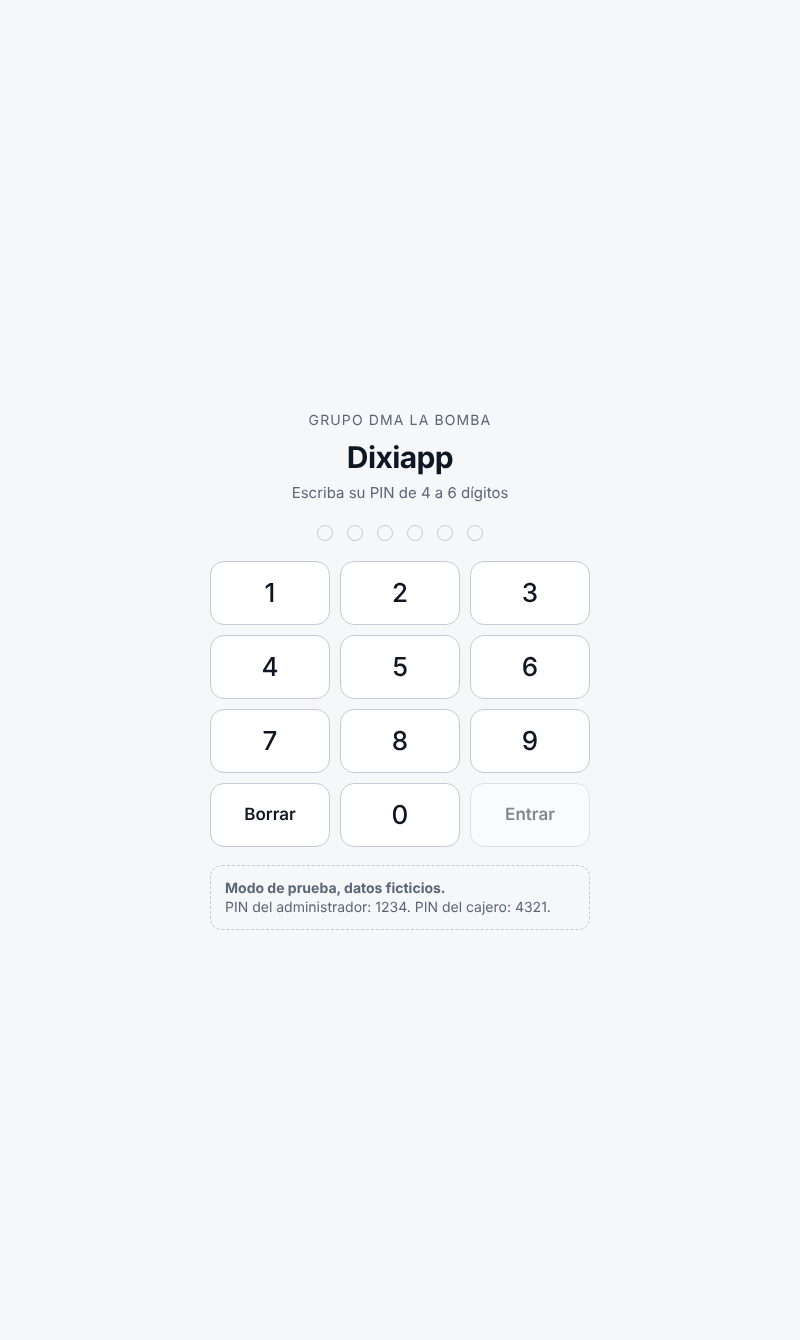 GRUPO DMA LA BOMBA
Dixiapp
Escriba su PIN de 4 a 6 dígitos
1 2 3
4 5 6
7 8 9
Borrar 0 Entrar
Modo de prueba, datos ficticios.
PIN del administrador: 1234. PIN del cajero: 4321.